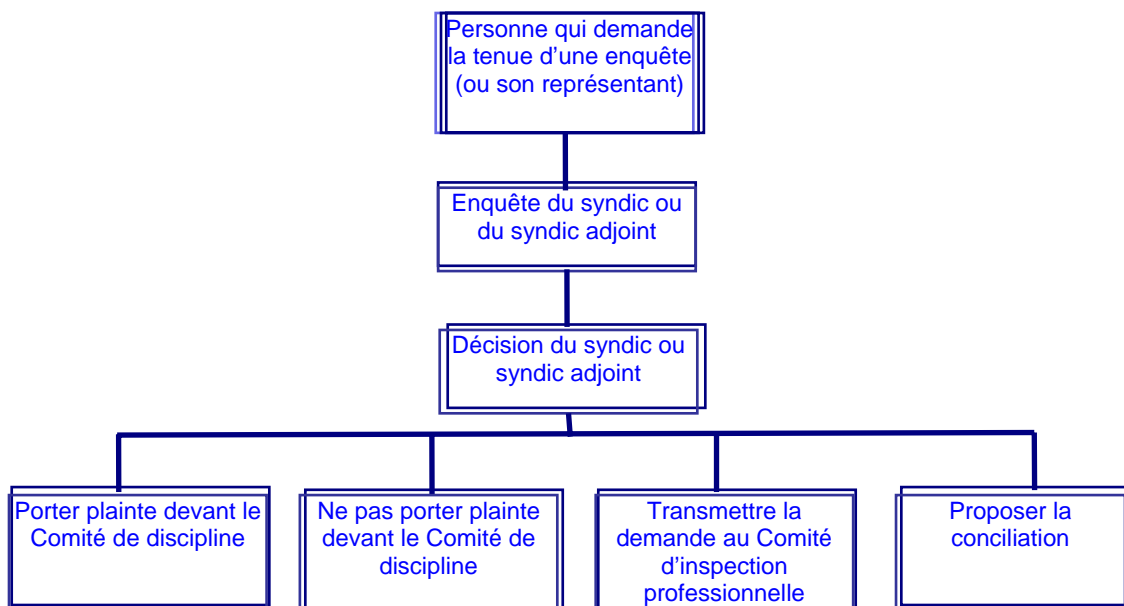 Personne qui demande
la tenue d'une enquête
(ou son représentant)
Enquête du syndic ou
du syndic adjoint
Décision du syndic ou
syndic adjoint
Porter plainte devant le
Comité de discipline
Ne pas porter plainte
devant le Comité de
discipline
Transmettre la
demande au Comité
d'inspection
professionnelle
Proposer la
conciliation